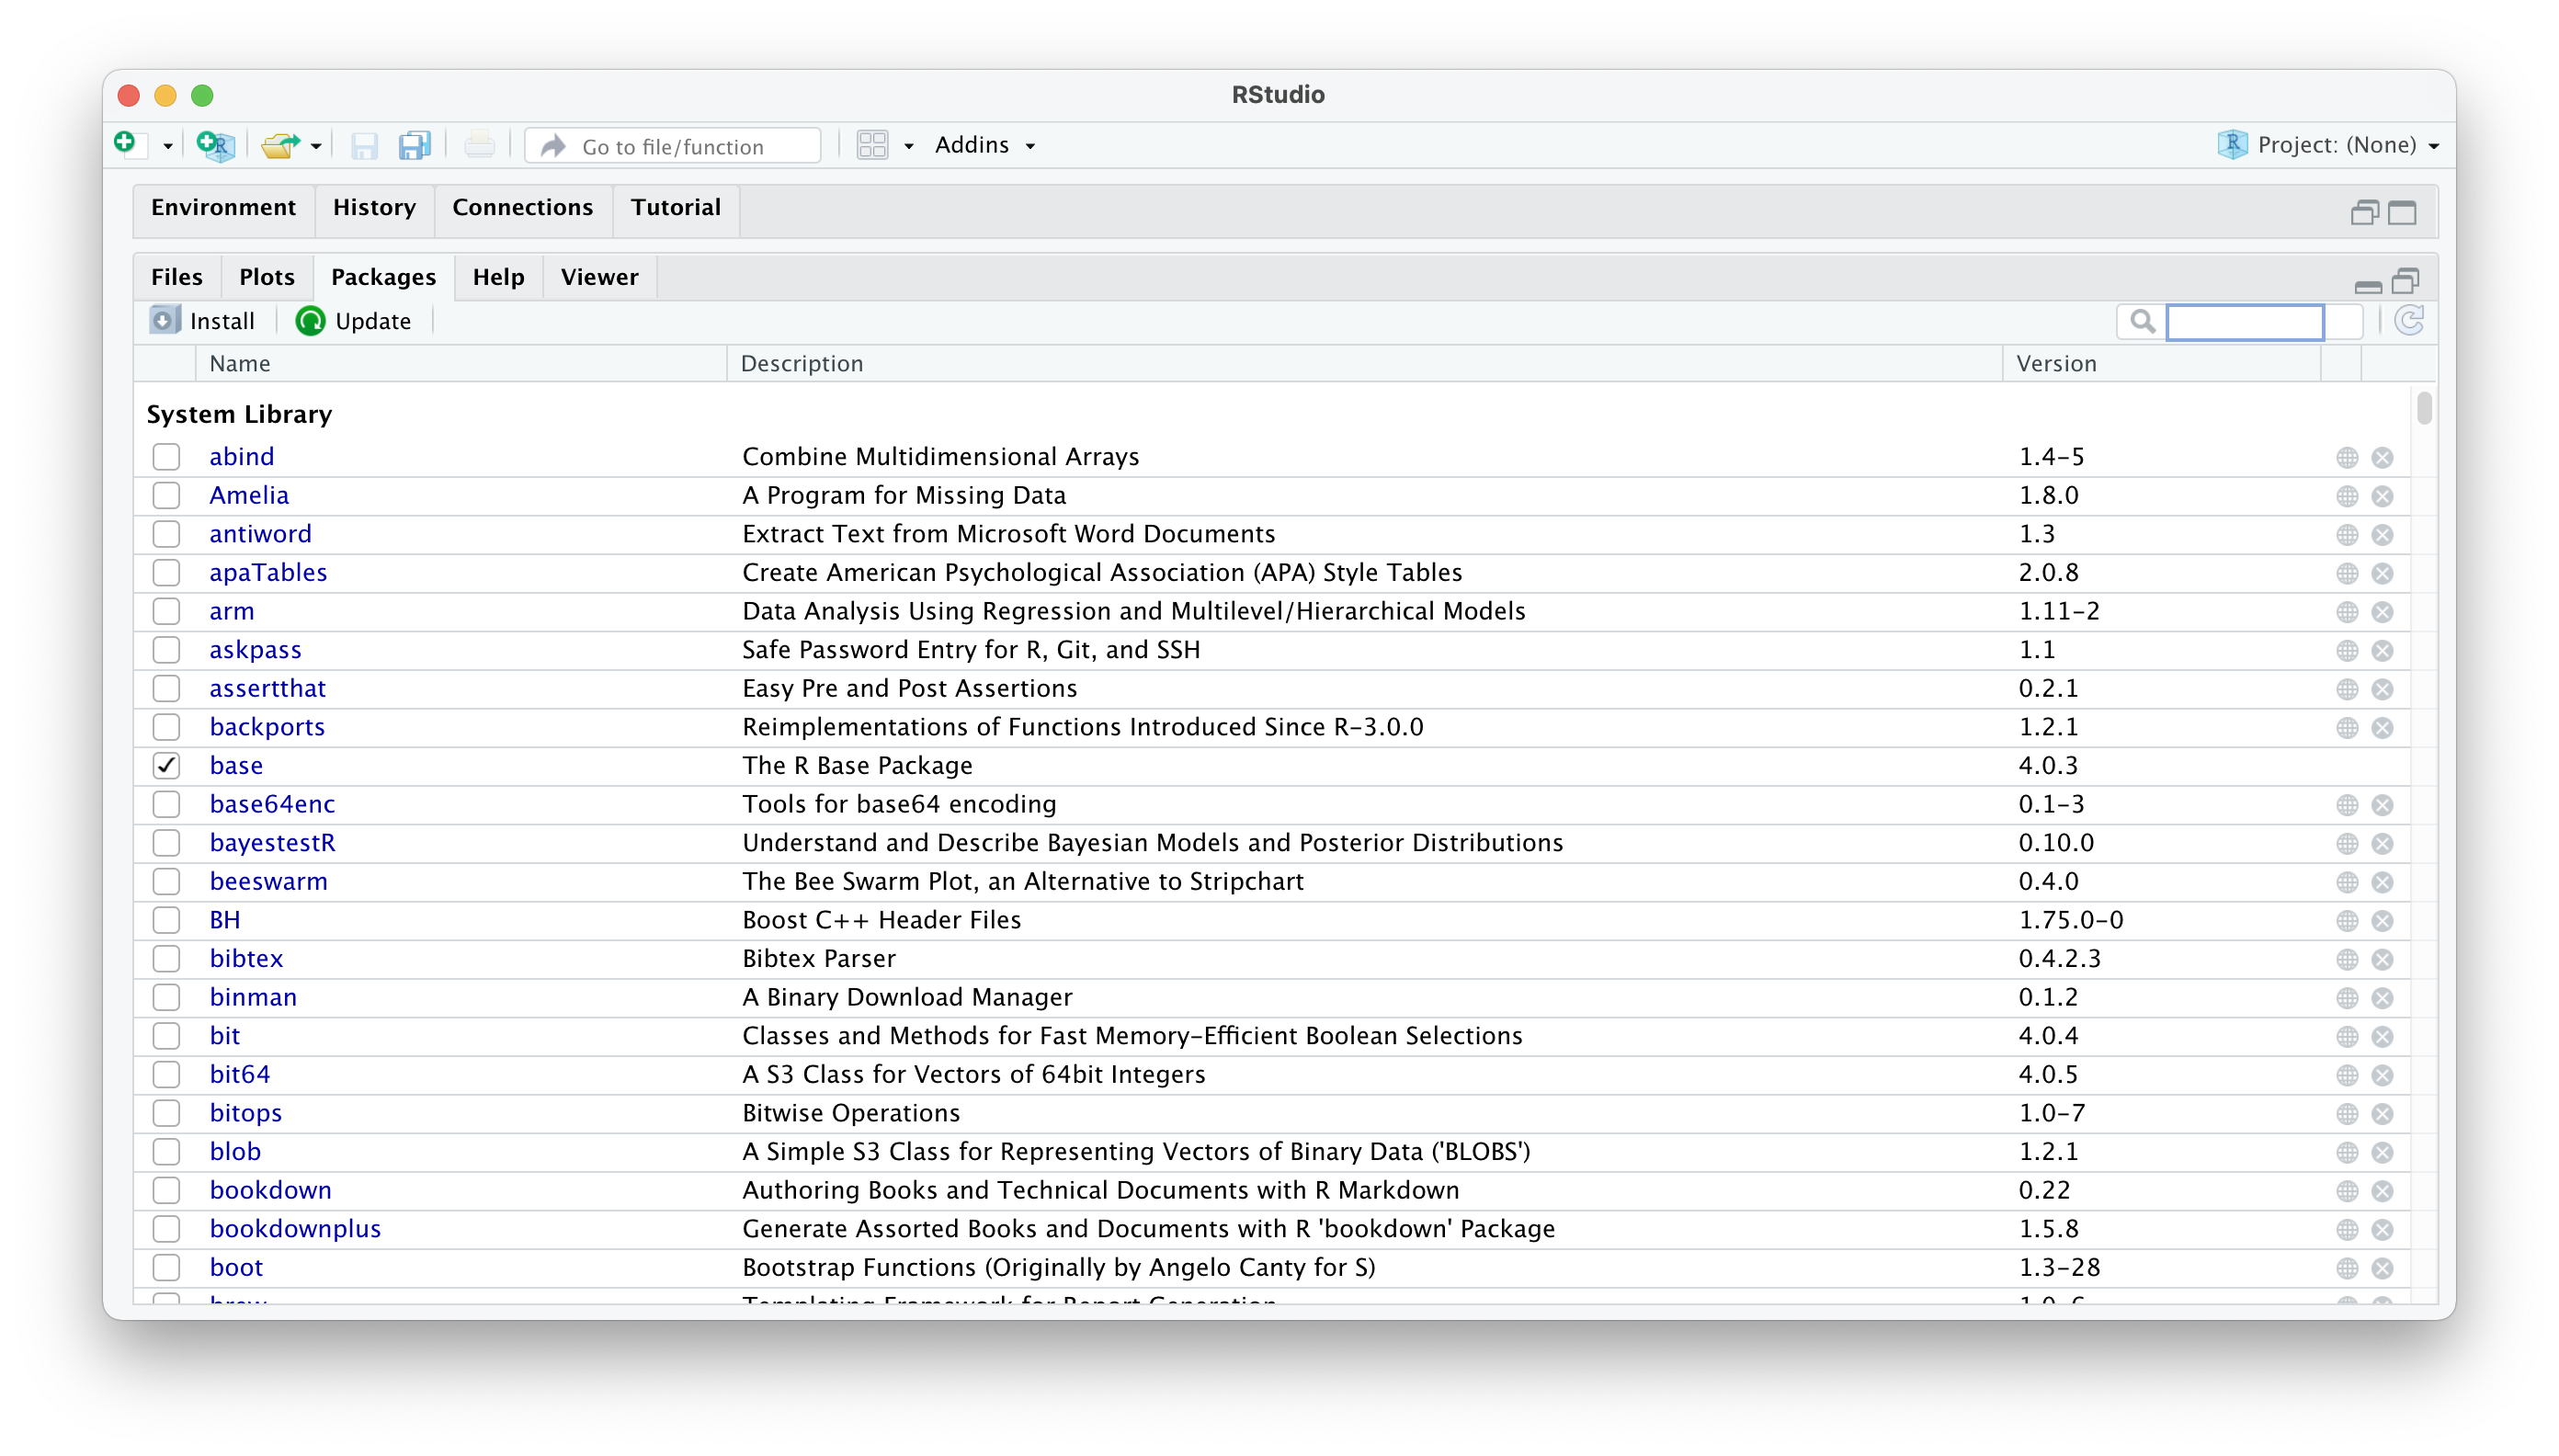 RStudio
Go to file/function Addins Project: (None)
Environment History Connections Tutorial
Files Plots Packages Help Viewer
Install Update
Name Description Version
System Library
abind Combine Multidimensional Arrays 1.4-5
Amelia A Program for Missing Data 1.8.0
antiword Extract Text from Microsoft Word Documents 1.3
apaTables Create American Psychological Association (APA) Style Tables 2.0.8
arm Data Analysis Using Regression and Multilevel/Hierarchical Models 1.11-2
askpass Safe Password Entry for R, Git, and SSH 1.1
assertthat Easy Pre and Post Assertions 0.2.1
backports Reimplementations of Functions Introduced Since R-3.0.0 1.2.1
base The R Base Package 4.0.3
base64enc Tools for base64 encoding 0.1-3
bayestestR Understand and Describe Bayesian Models and Posterior Distributions 0.10.0
beeswarm The Bee Swarm Plot, an Alternative to Stripchart 0.4.0
BH Boost C++ Header Files 1.75.0-0
bibtex Bibtex Parser 0.4.2.3
binman A Binary Download Manager 0.1.2
bit Classes and Methods for Fast Memory-Efficient Boolean Selections 4.0.4
bit64 A S3 Class for Vectors of 64bit Integers 4.0.5
bitops Bitwise Operations 1.0-7
blob A Simple S3 Class for Representing Vectors of Binary Data ('BLOBS') 1.2.1
bookdown Authoring Books and Technical Documents with R Markdown 0.22
bookdownplus Generate Assorted Books and Documents with R 'bookdown' Package 1.5.8
boot Bootstrap Functions (Originally by Angelo Canty for S) 1.3-28
brew Templating Framework for Report Generation